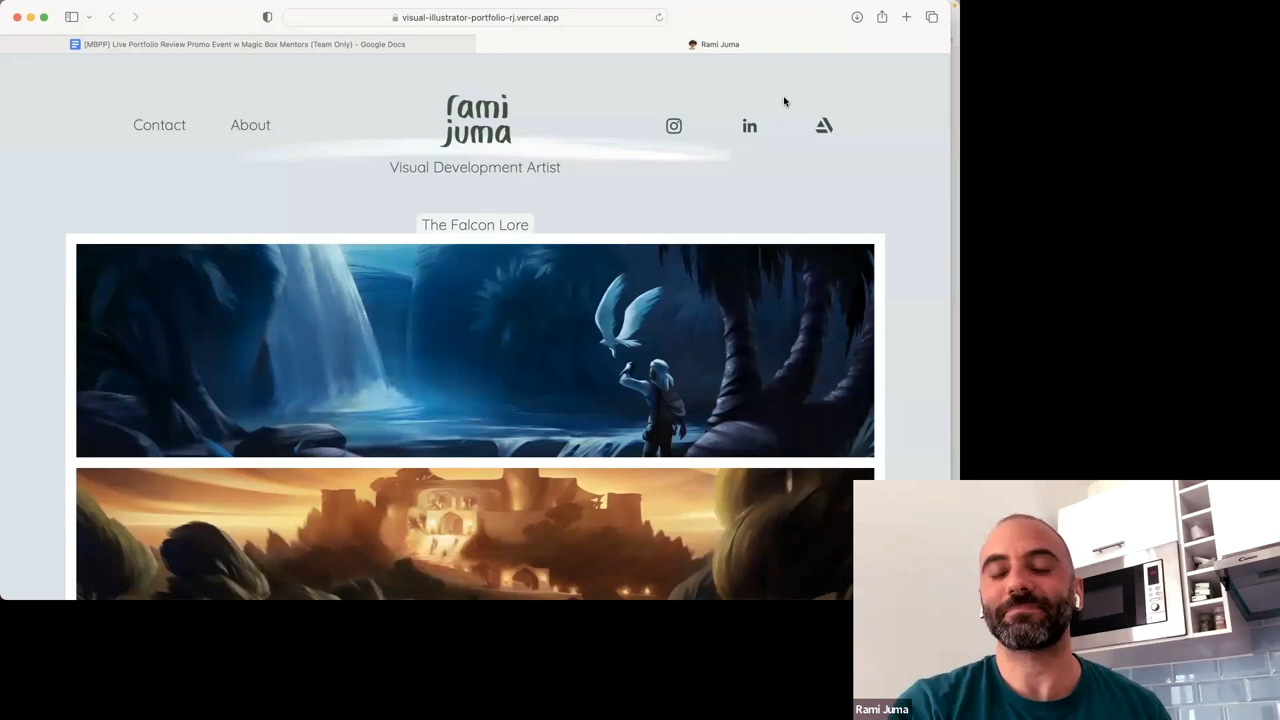 visual-illustrator-portfolio-rj.vercel.app
[MBPP] Live Portfolio Review Promo Event w Magic Box Mentors (Team Only) - Google Docs
Rami Juma
Contact
About
rami
juma
in
Visual Development Artist
The Falcon Lore
Rami Juma